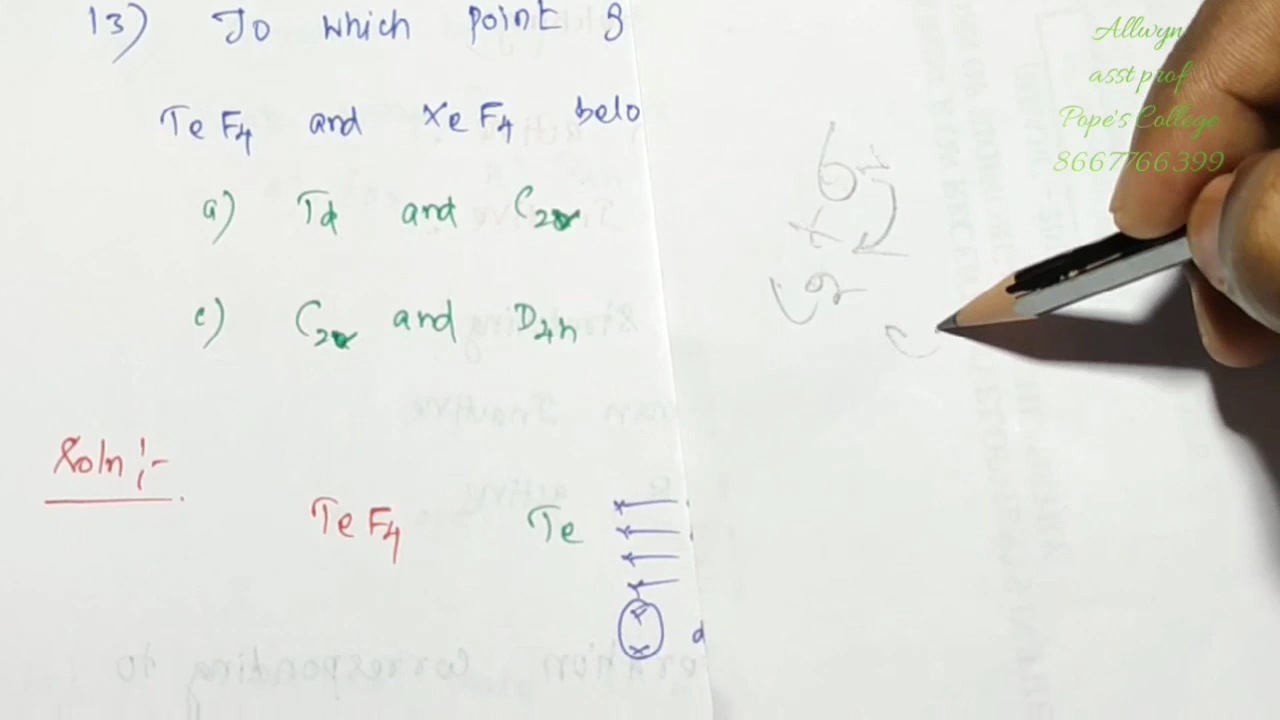 13) To which point g
TeF4 and XeF4 belo
a) Td and C2v
c) C2v and D4h
Soln :-
TeF4 Te
Allwyn
asst prof
Pope's College
8667766399